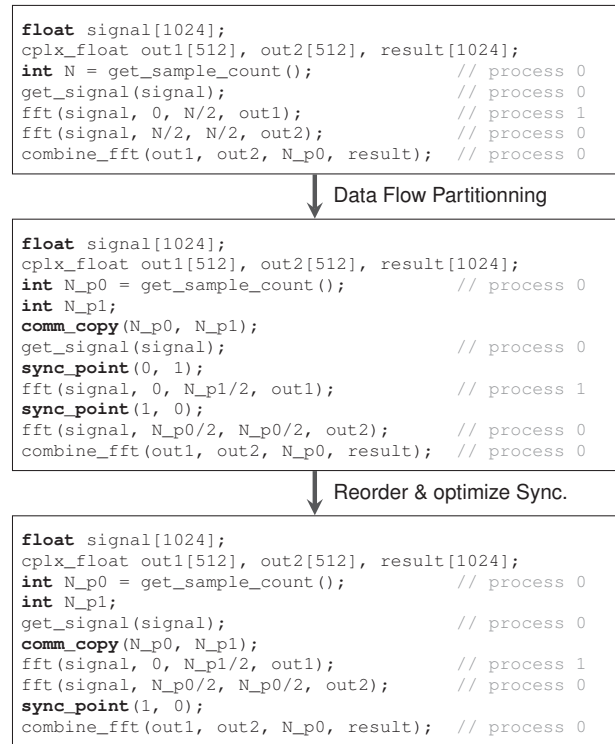 float signal[1024];
cplx_float out1[512], out2[512], result[1024];
int N = get_sample_count(); // process 0
get_signal(signal); // process 0
fft(signal, 0, N/2, out1); // process 1
fft(signal, N/2, N/2, out2); // process 0
combine_fft(out1, out2, N_p0, result); // process 0
Data Flow Partitionning
float signal[1024];
cplx_float out1[512], out2[512], result[1024];
int N_p0 = get_sample_count(); // process 0
int N_p1;
comm_copy(N_p0, N_p1);
get_signal(signal); // process 0
sync_point(0, 1);
fft(signal, 0, N_p1/2, out1); // process 1
sync_point(1, 0);
fft(signal, N_p0/2, N_p0/2, out2); // process 0
combine_fft(out1, out2, N_p0, result); // process 0
Reorder & optimize Sync.
float signal[1024];
cplx_float out1[512], out2[512], result[1024];
int N_p0 = get_sample_count(); // process 0
int N_p1;
get_signal(signal); // process 0
comm_copy(N_p0, N_p1);
fft(signal, 0, N_p1/2, out1); // process 1
fft(signal, N_p0/2, N_p0/2, out2); // process 0
sync_point(1, 0);
combine_fft(out1, out2, N_p0, result); // process 0